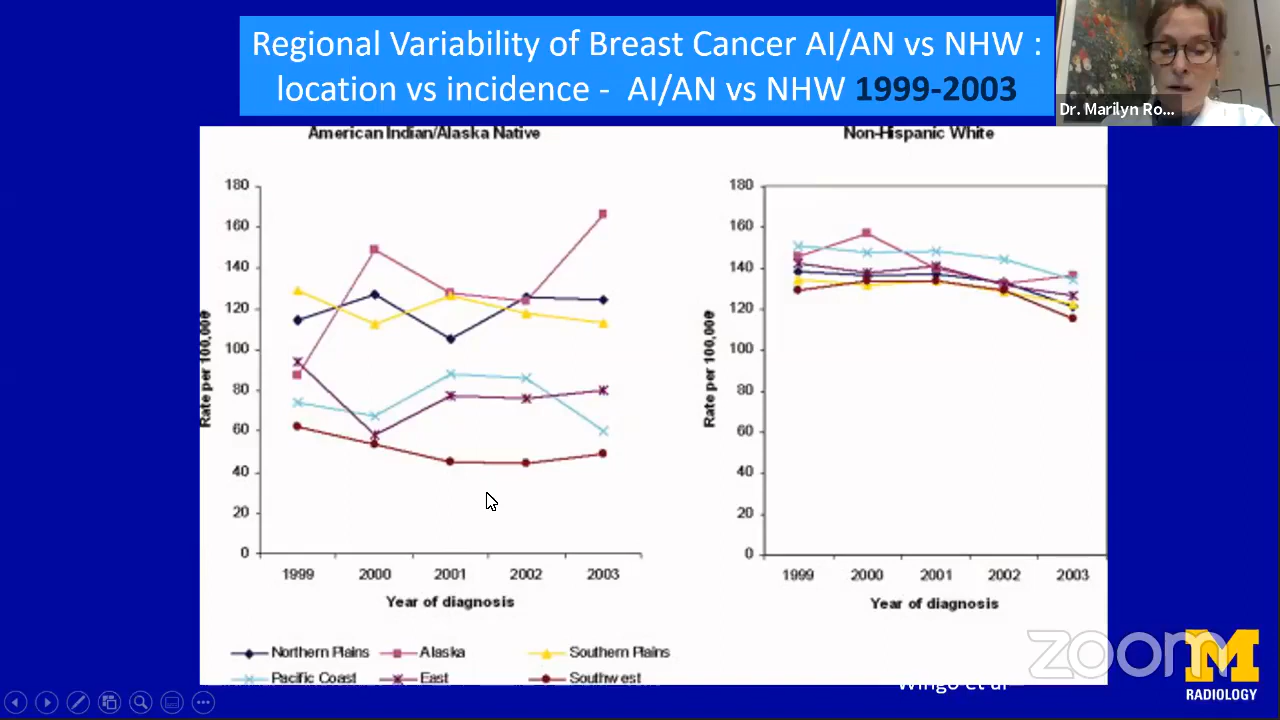 Regional Variability of Breast Cancer AI/AN vs NHW :
location vs incidence - AI/AN vs NHW 1999-2003
Dr. Marilyn Ro...
American Indian/Alaska Native
Non-Hispanic White
180
160
140
120
100
80
60
40
20
0
Rate per 100,000
1999 2000 2001 2002 2003
Year of diagnosis
180
160
140
120
100
80
60
40
20
0
Rate per 100,000
1999 2000 2001 2002 2003
Year of diagnosis
Northern Plains Alaska Southern Plains
Pacific Coast East Southwest
Wingo et al
zoom
M
RADIOLOGY